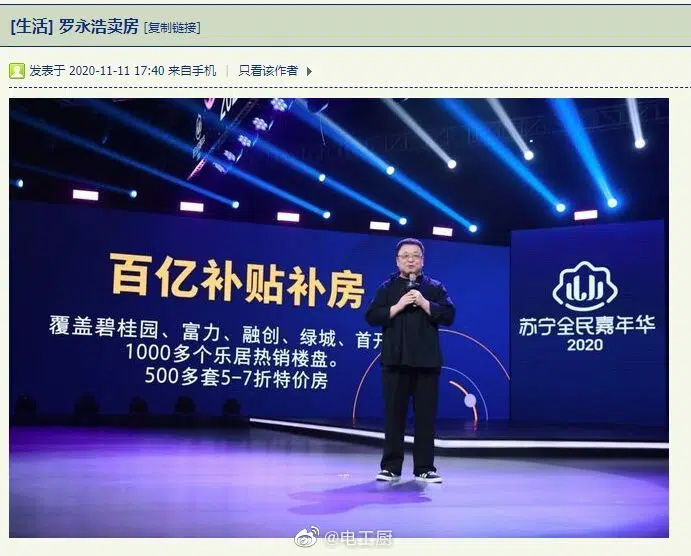 [生活] 罗永浩卖房 [复制链接]
发表于 2020-11-11 17:40 来自手机 | 只看该作者
百亿补贴补房
覆盖碧桂园、富力、融创、绿城、首开
1000多个乐居热销楼盘。
500多套5-7折特价房
苏宁全民嘉年华
2020
@电工厨